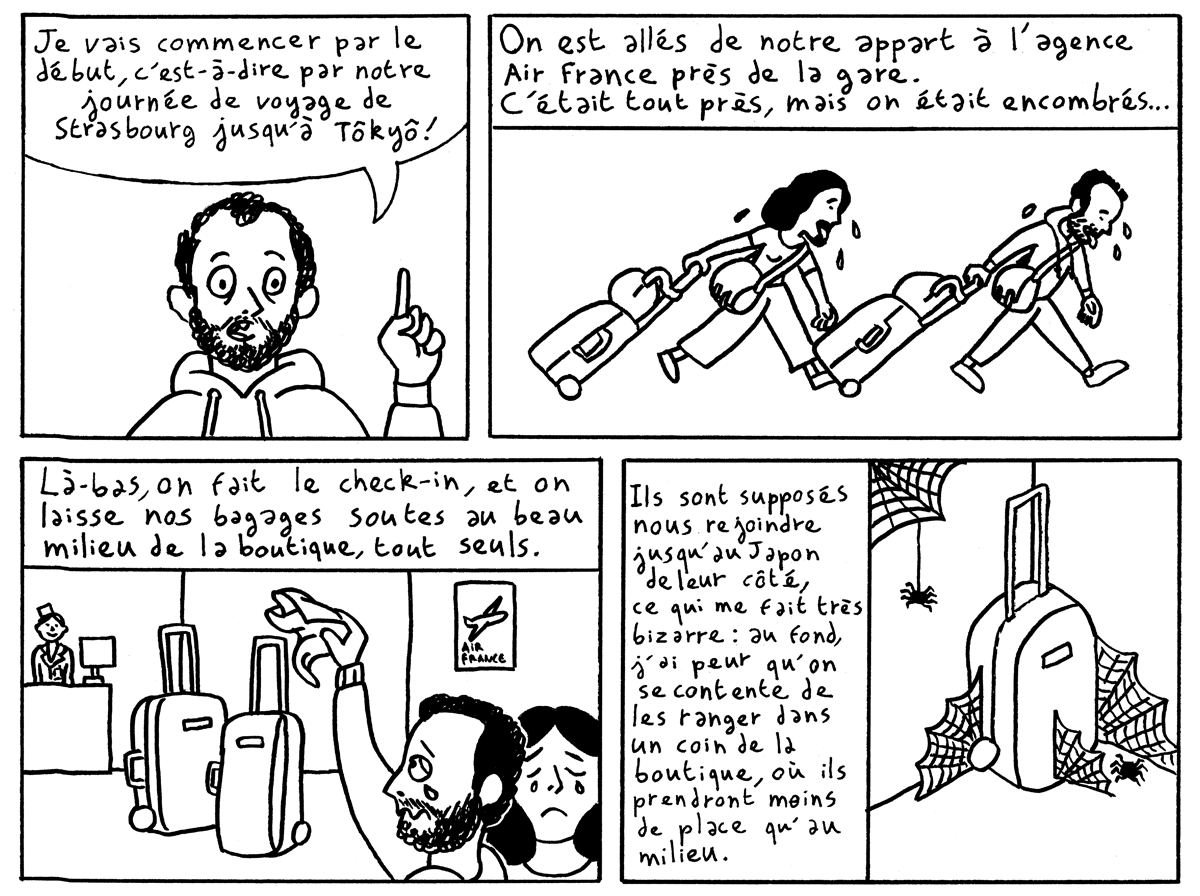 Je vais commencer par le
début, c'est-à-dire par notre
journée de voyage de
Strasbourg jusqu'à Tôkyô!
On est allés de notre appart à l'agence
Air France près de la gare.
C'était tout près, mais on était encombrés...
Là-bas, on fait le check-in, et on
laisse nos bagages soutes au beau
milieu de la boutique, tout seuls.
AIR
FRANCE
Ils sont supposés
nous rejoindre
jusqu'au Japon
de leur côté,
ce qui me fait très
bizarre : au fond,
j'ai peur qu'on
se contente de
les ranger dans
un coin de la
boutique, où ils
prendront moins
de place qu'au
milieu.